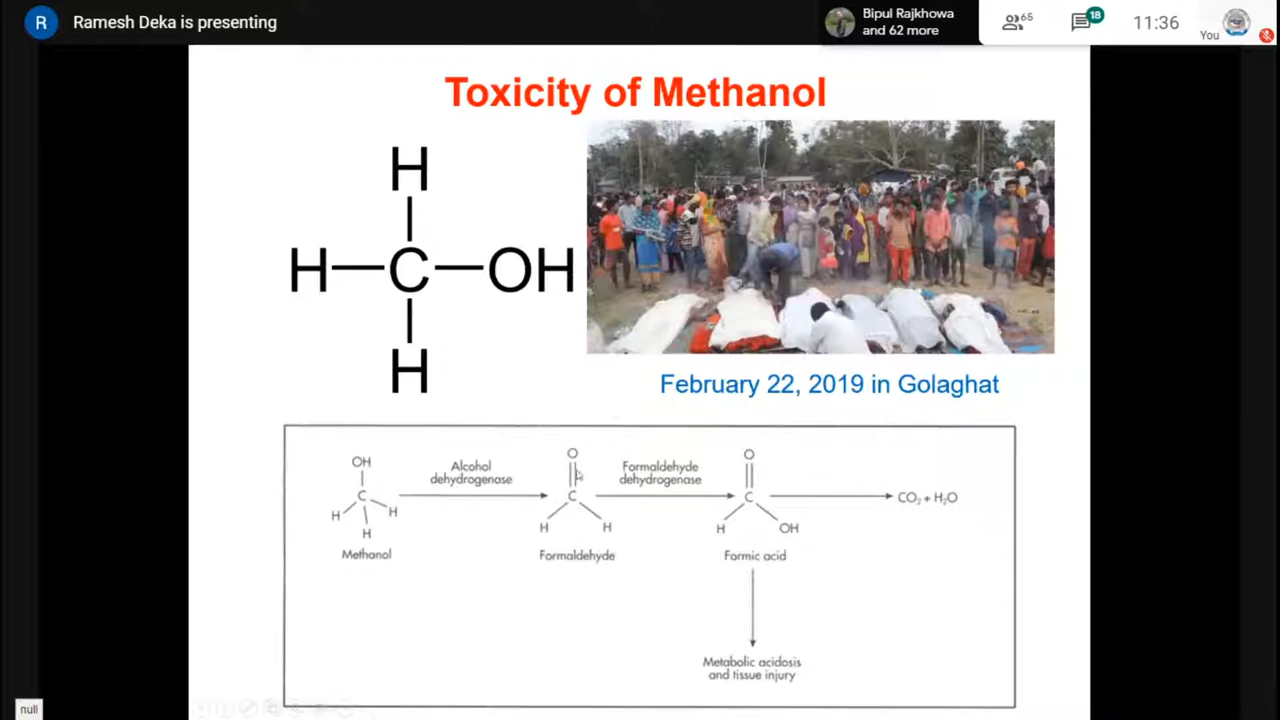 R
Ramesh Deka is presenting
Bipul Rajkhowa
and 62 more
65
18
11:36
You
Toxicity of Methanol
H
H C OH
H
February 22, 2019 in Golaghat
OH
C
H H
H
Methanol
Alcohol
dehydrogenase
O
C
H H
Formaldehyde
Formaldehyde
dehydrogenase
O
C
H OH
Formic acid
CO₂ + H₂O
Metabolic acidosis
and tissue injury
null